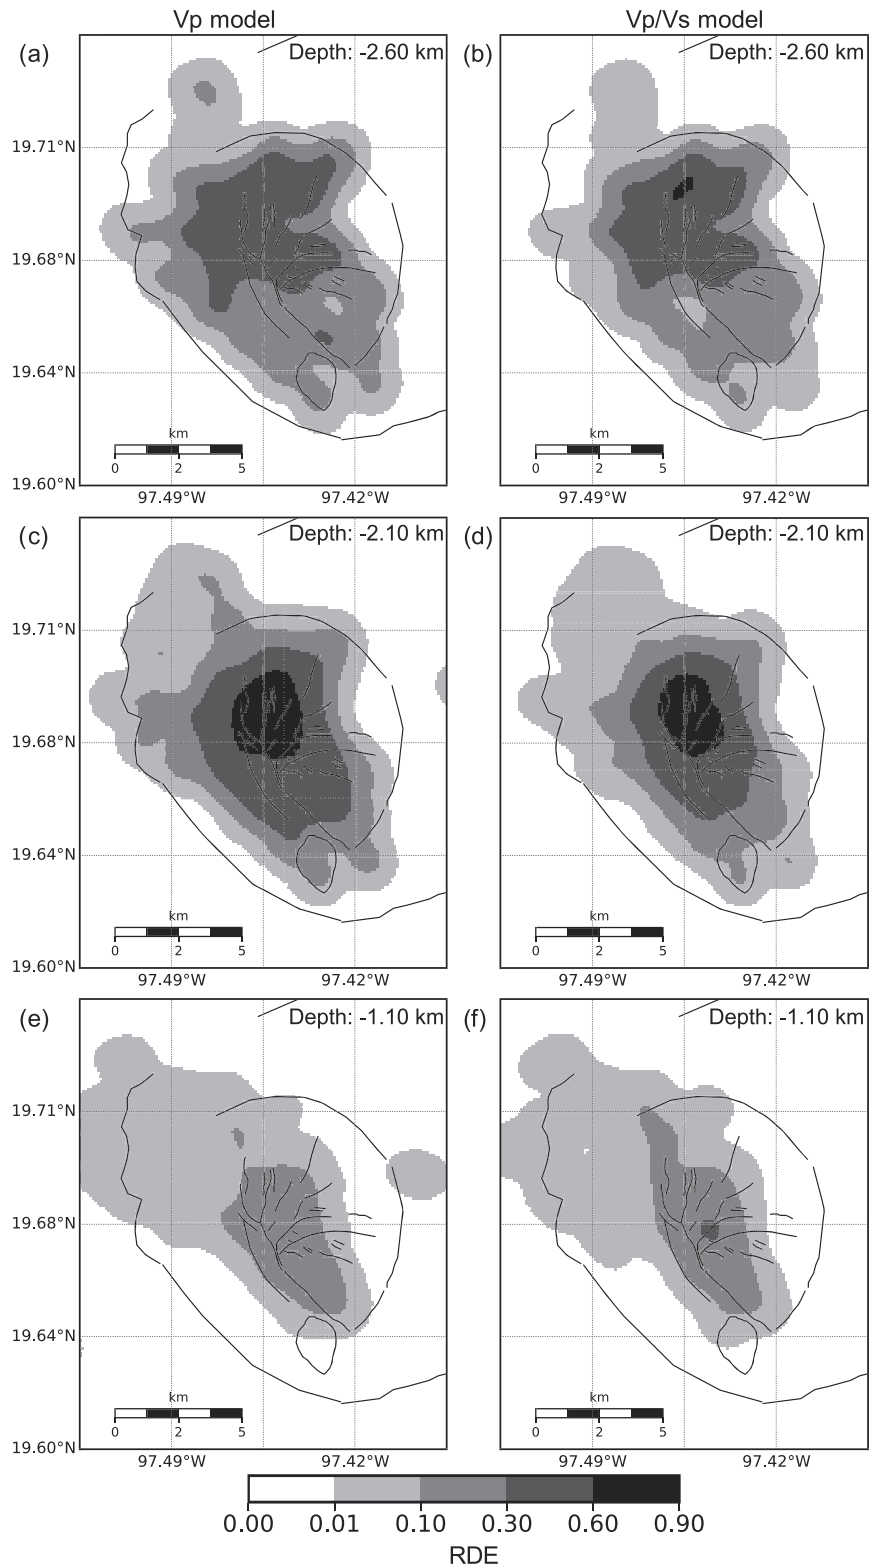 Vp model
Vp/Vs model
(a)
Depth: -2.60 km
(b)
Depth: -2.60 km
19.71°N
19.68°N
19.64°N
19.60°N
km
0 2 5
km
0 2 5
97.49°W 97.42°W
97.49°W 97.42°W
(c)
Depth: -2.10 km
(d)
Depth: -2.10 km
19.71°N
19.68°N
19.64°N
19.60°N
km
0 2 5
km
0 2 5
97.49°W 97.42°W
97.49°W 97.42°W
(e)
Depth: -1.10 km
(f)
Depth: -1.10 km
19.71°N
19.68°N
19.64°N
19.60°N
km
0 2 5
km
0 2 5
97.49°W 97.42°W
97.49°W 97.42°W
0.00 0.01 0.10 0.30 0.60 0.90
RDE